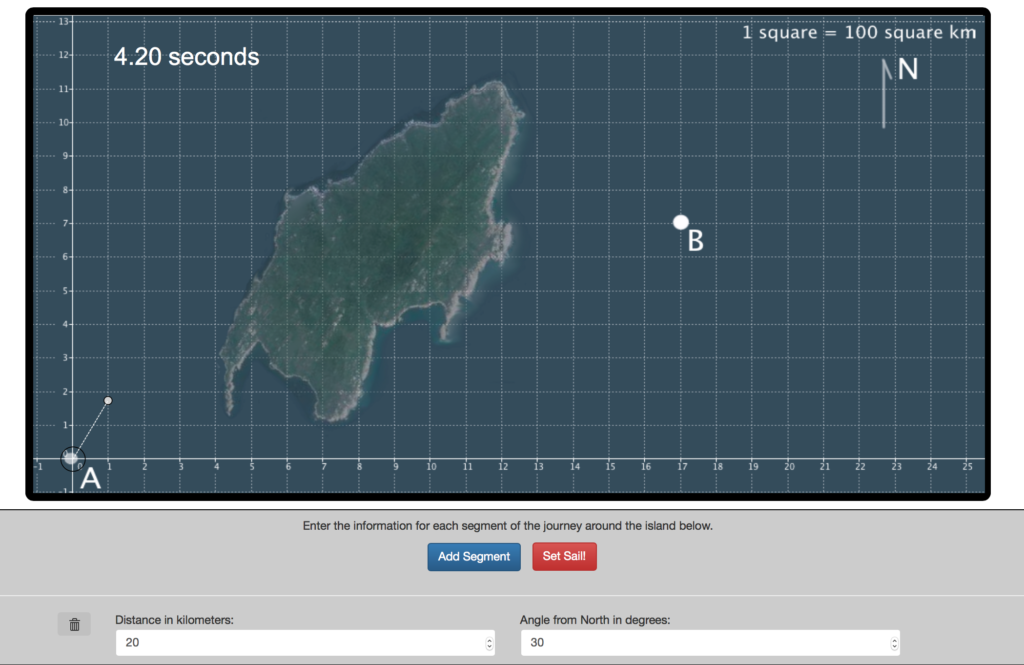 13
1 square = 100 square km
4.20 seconds
12
N
11
10
9
8
7
B
6
5
4
3
2
1
-1 0 1 2 3 4 5 6 7 8 9 10 11 12 13 14 15 16 17 18 19 20 21 22 23 24 25
A
-1
Enter the information for each segment of the journey around the island below.
Add Segment Set Sail!
Distance in kilometers: Angle from North in degrees:
20 30